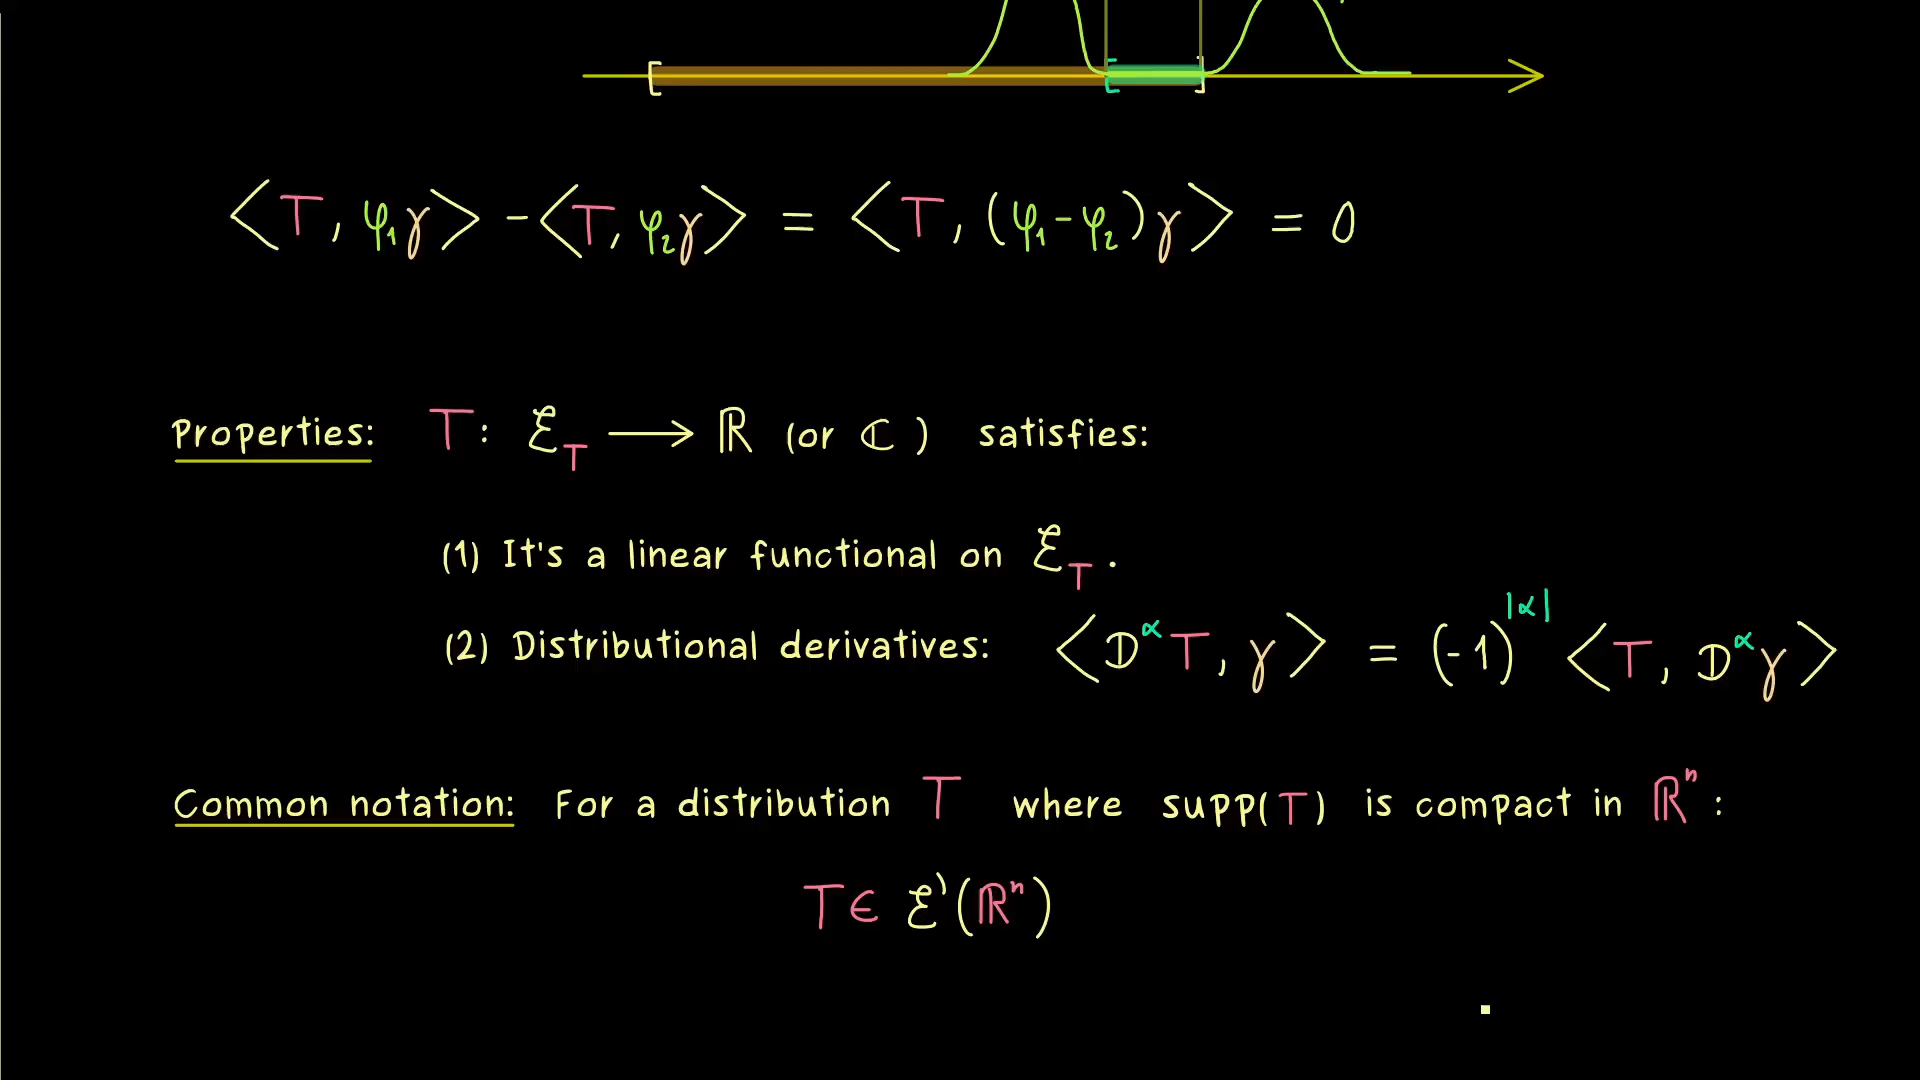 ⟨T, φ₁γ⟩ - ⟨T, φ₂γ⟩ = ⟨T, (φ₁-φ₂)γ⟩ = 0
Properties: T: ℰ_T ⟶ ℝ (or ℂ) satisfies:
(1) It's a linear functional on ℰ_T.
(2) Distributional derivatives: ⟨D^α T, γ⟩ = (-1)^|α| ⟨T, D^α γ⟩
Common notation: For a distribution T where supp(T) is compact in ℝⁿ:
T ∈ ℰ'(ℝⁿ)